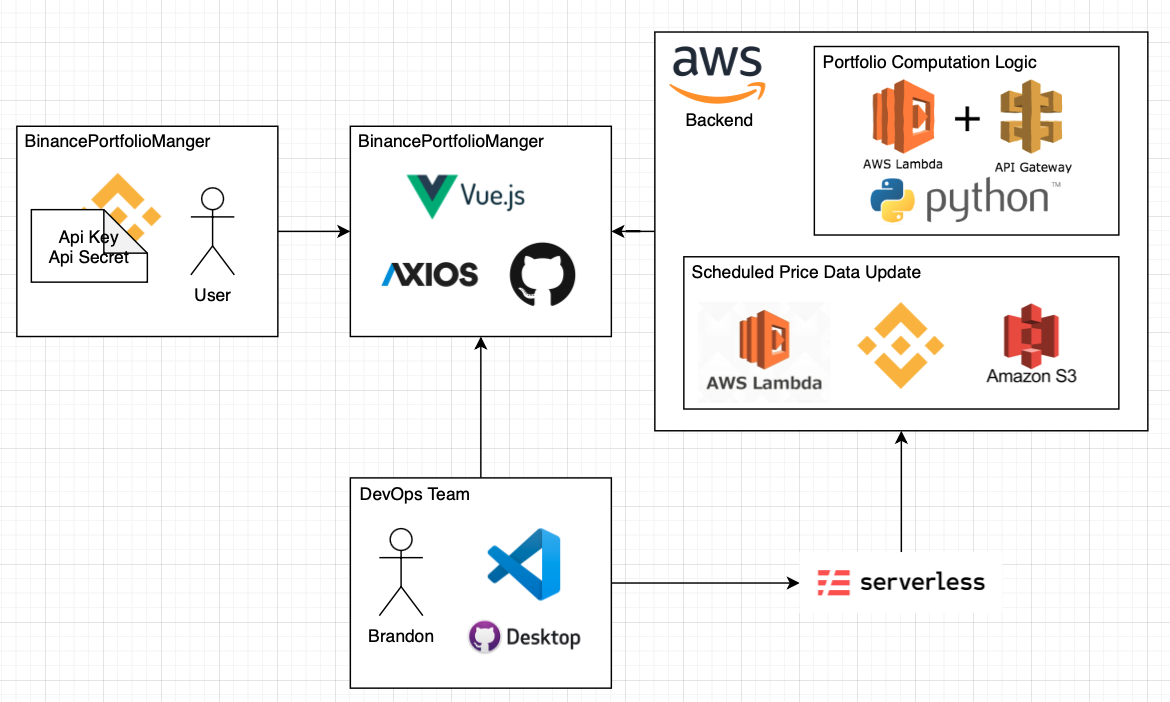 BinancePortfolioManger
Api Key
Api Secret
User
BinancePortfolioManger
Vue.js
AXIOS
aws
Backend
Portfolio Computation Logic
+
AWS Lambda
API Gateway
python™
Scheduled Price Data Update
AWS Lambda
Amazon S3
DevOps Team
Brandon
Desktop
serverless